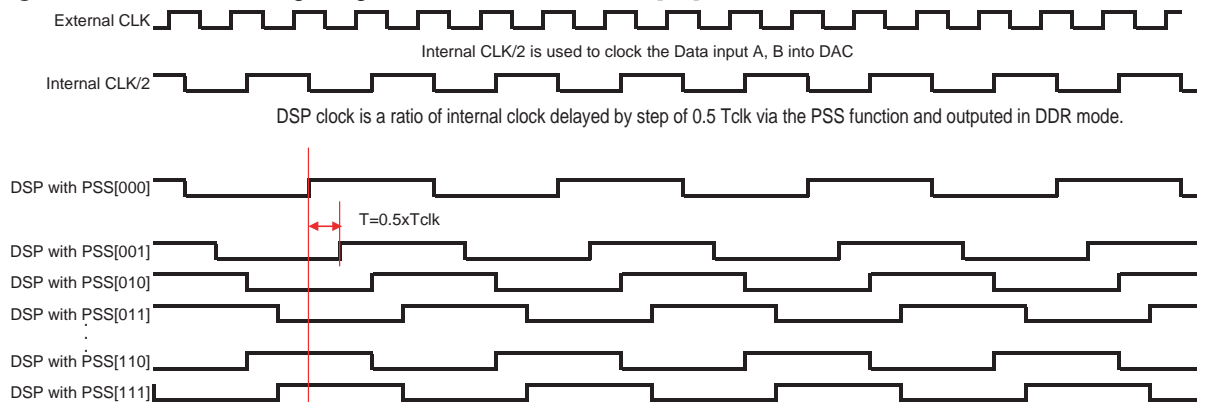 External CLK
Internal CLK/2 is used to clock the Data input A, B into DAC
Internal CLK/2
DSP clock is a ratio of internal clock delayed by step of 0.5 Tclk via the PSS function and outputed in DDR mode.
DSP with PSS[000]
T=0.5xTclk
DSP with PSS[001]
DSP with PSS[010]
DSP with PSS[011]
DSP with PSS[110]
DSP with PSS[111]